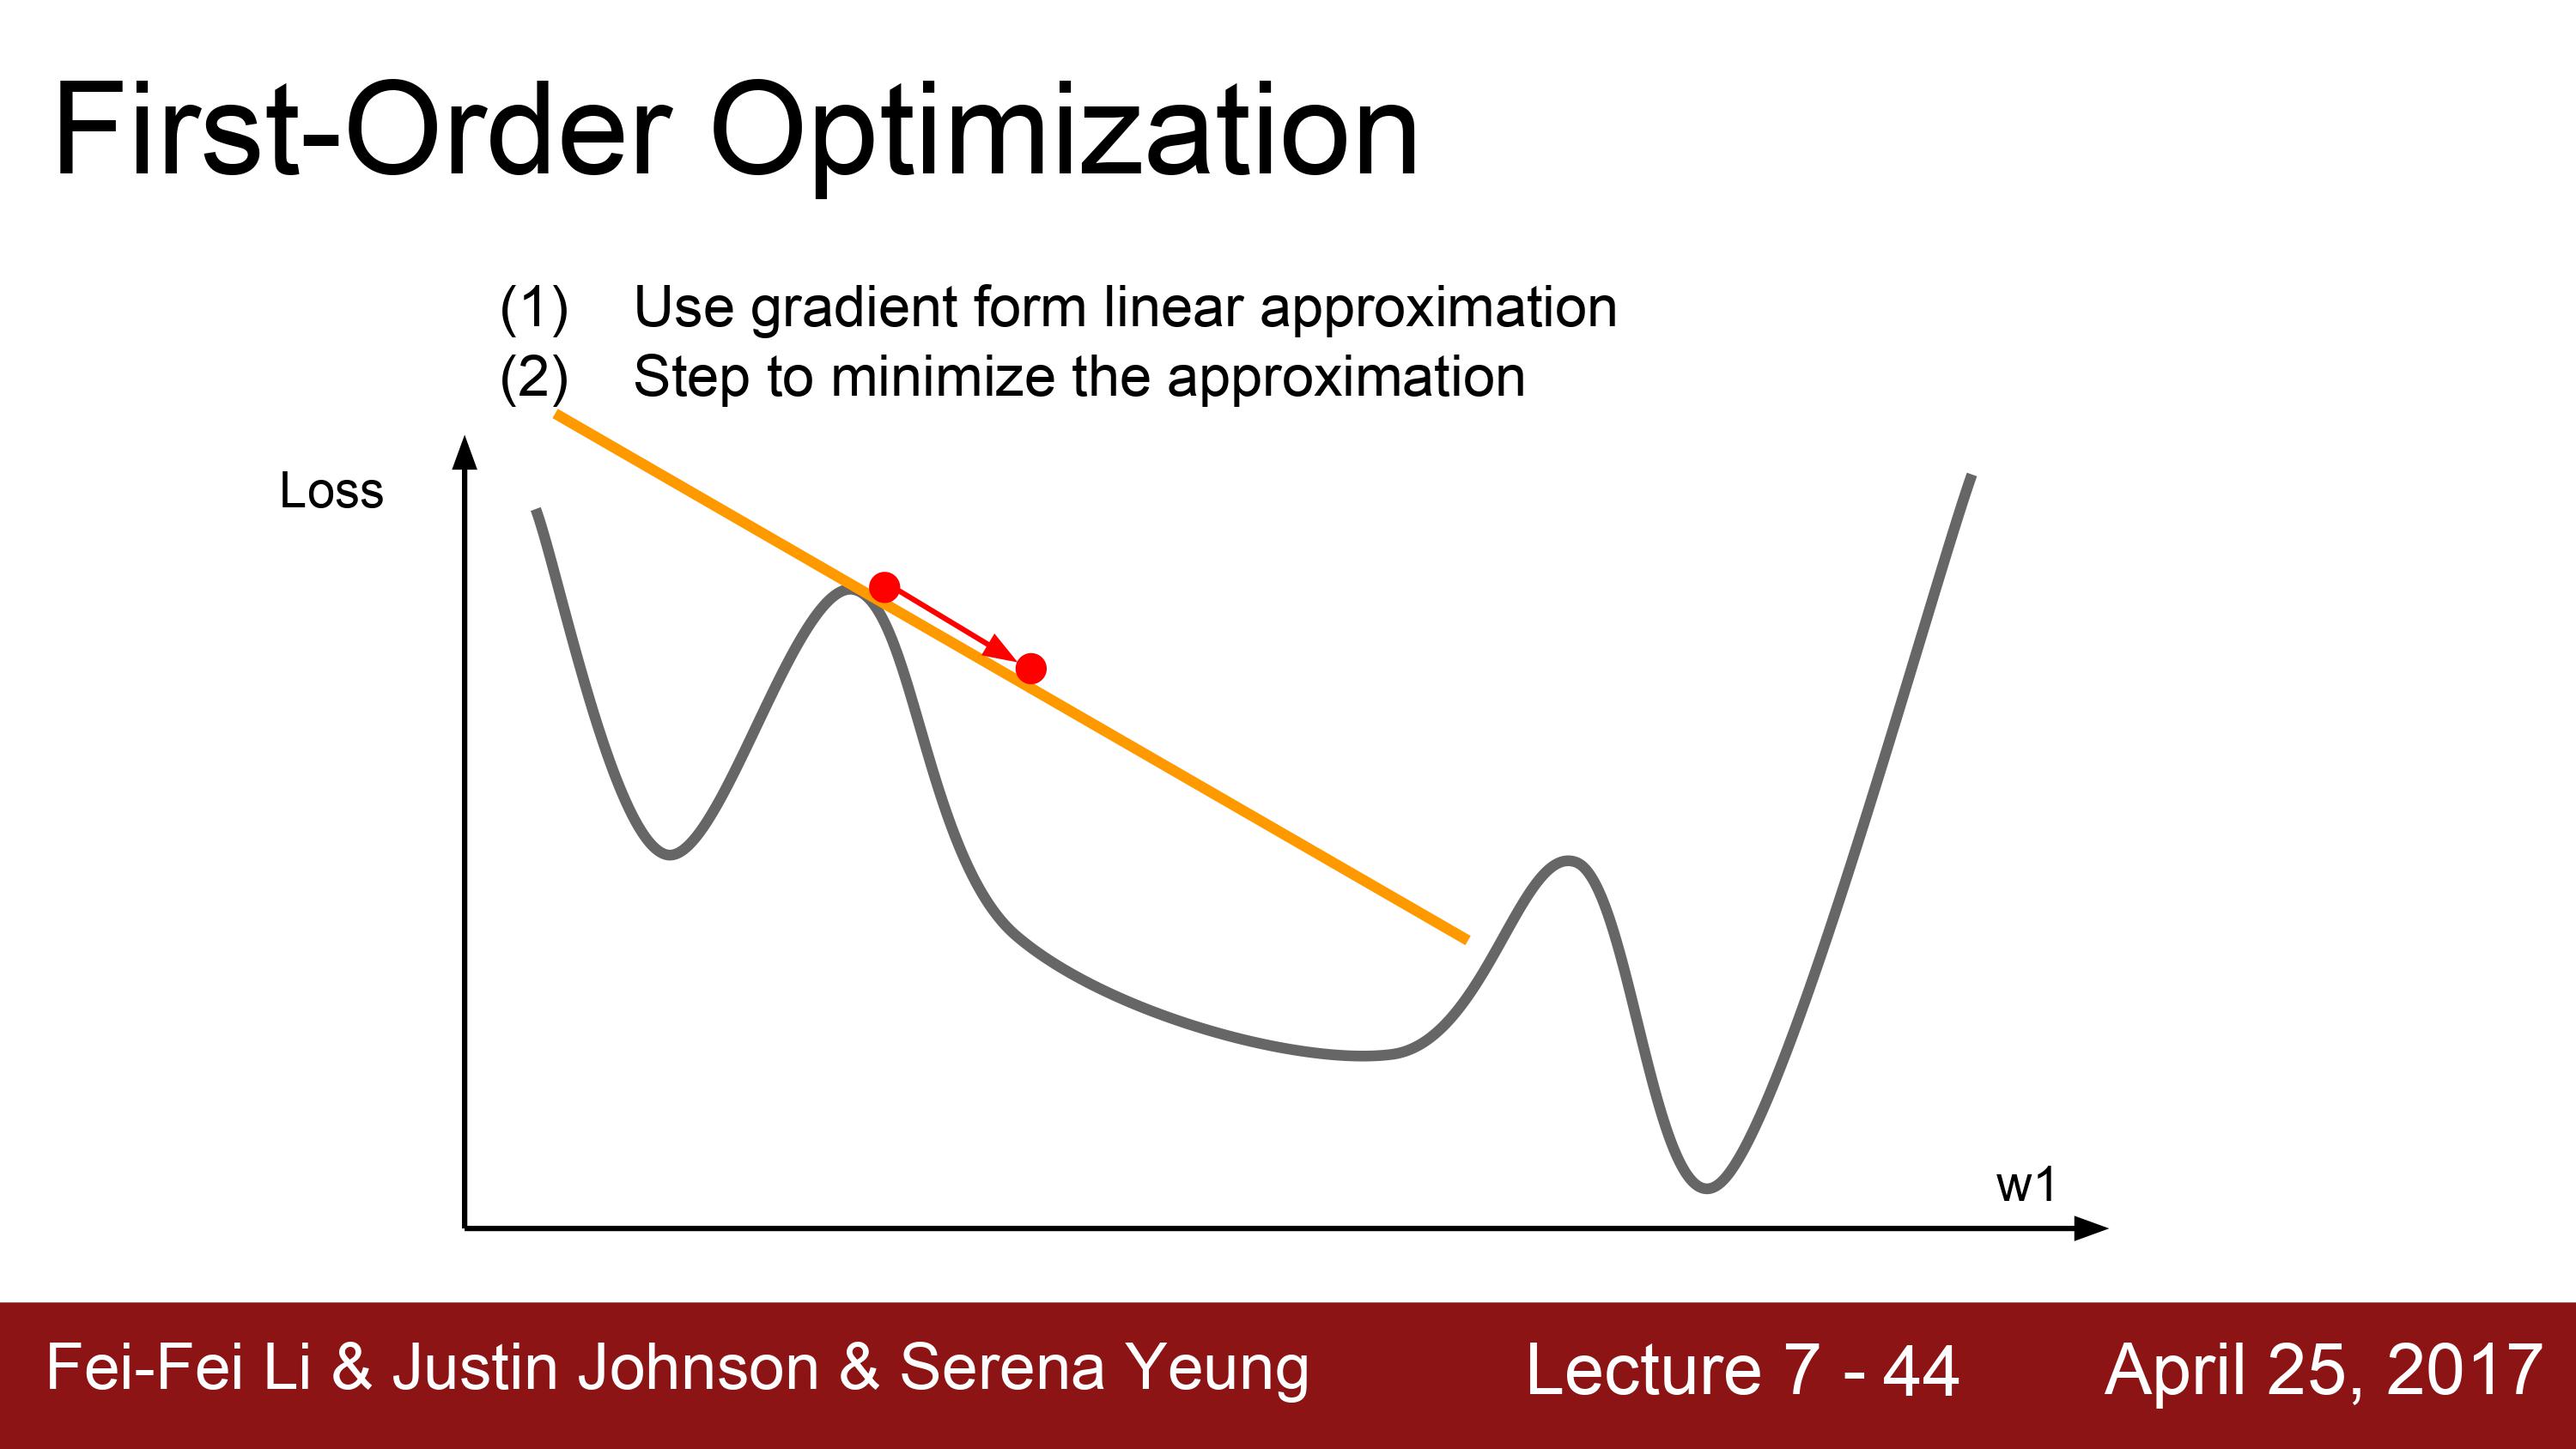 First-Order Optimization
(1) Use gradient form linear approximation
(2) Step to minimize the approximation
Loss
w1
Fei-Fei Li & Justin Johnson & Serena Yeung Lecture 7 - 44 April 25, 2017